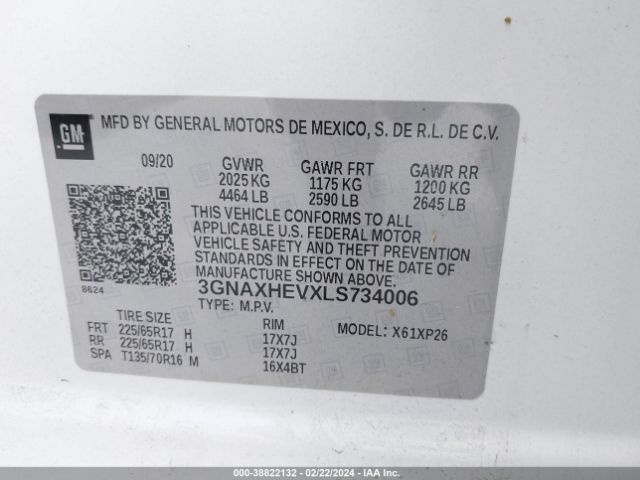 GM
MFD BY GENERAL MOTORS DE MEXICO, S. DE R.L. DE C.V.
09/20 GVWR GAWR FRT GAWR RR
2025 KG 1175 KG 1200 KG
4464 LB 2590 LB 2645 LB
THIS VEHICLE CONFORMS TO ALL
APPLICABLE U.S. FEDERAL MOTOR
VEHICLE SAFETY AND THEFT PREVENTION
STANDARDS IN EFFECT ON THE DATE OF
MANUFACTURE SHOWN ABOVE.
8624 3GNAXHEVXLS734006
TYPE: M.P.V.
TIRE SIZE RIM MODEL: X61XP26
FRT 225/65R17 H 17X7J
RR 225/65R17 H 17X7J
SPA T135/70R16 M 16X4BT
000-38822132 - 02/22/2024 - IAA Inc.